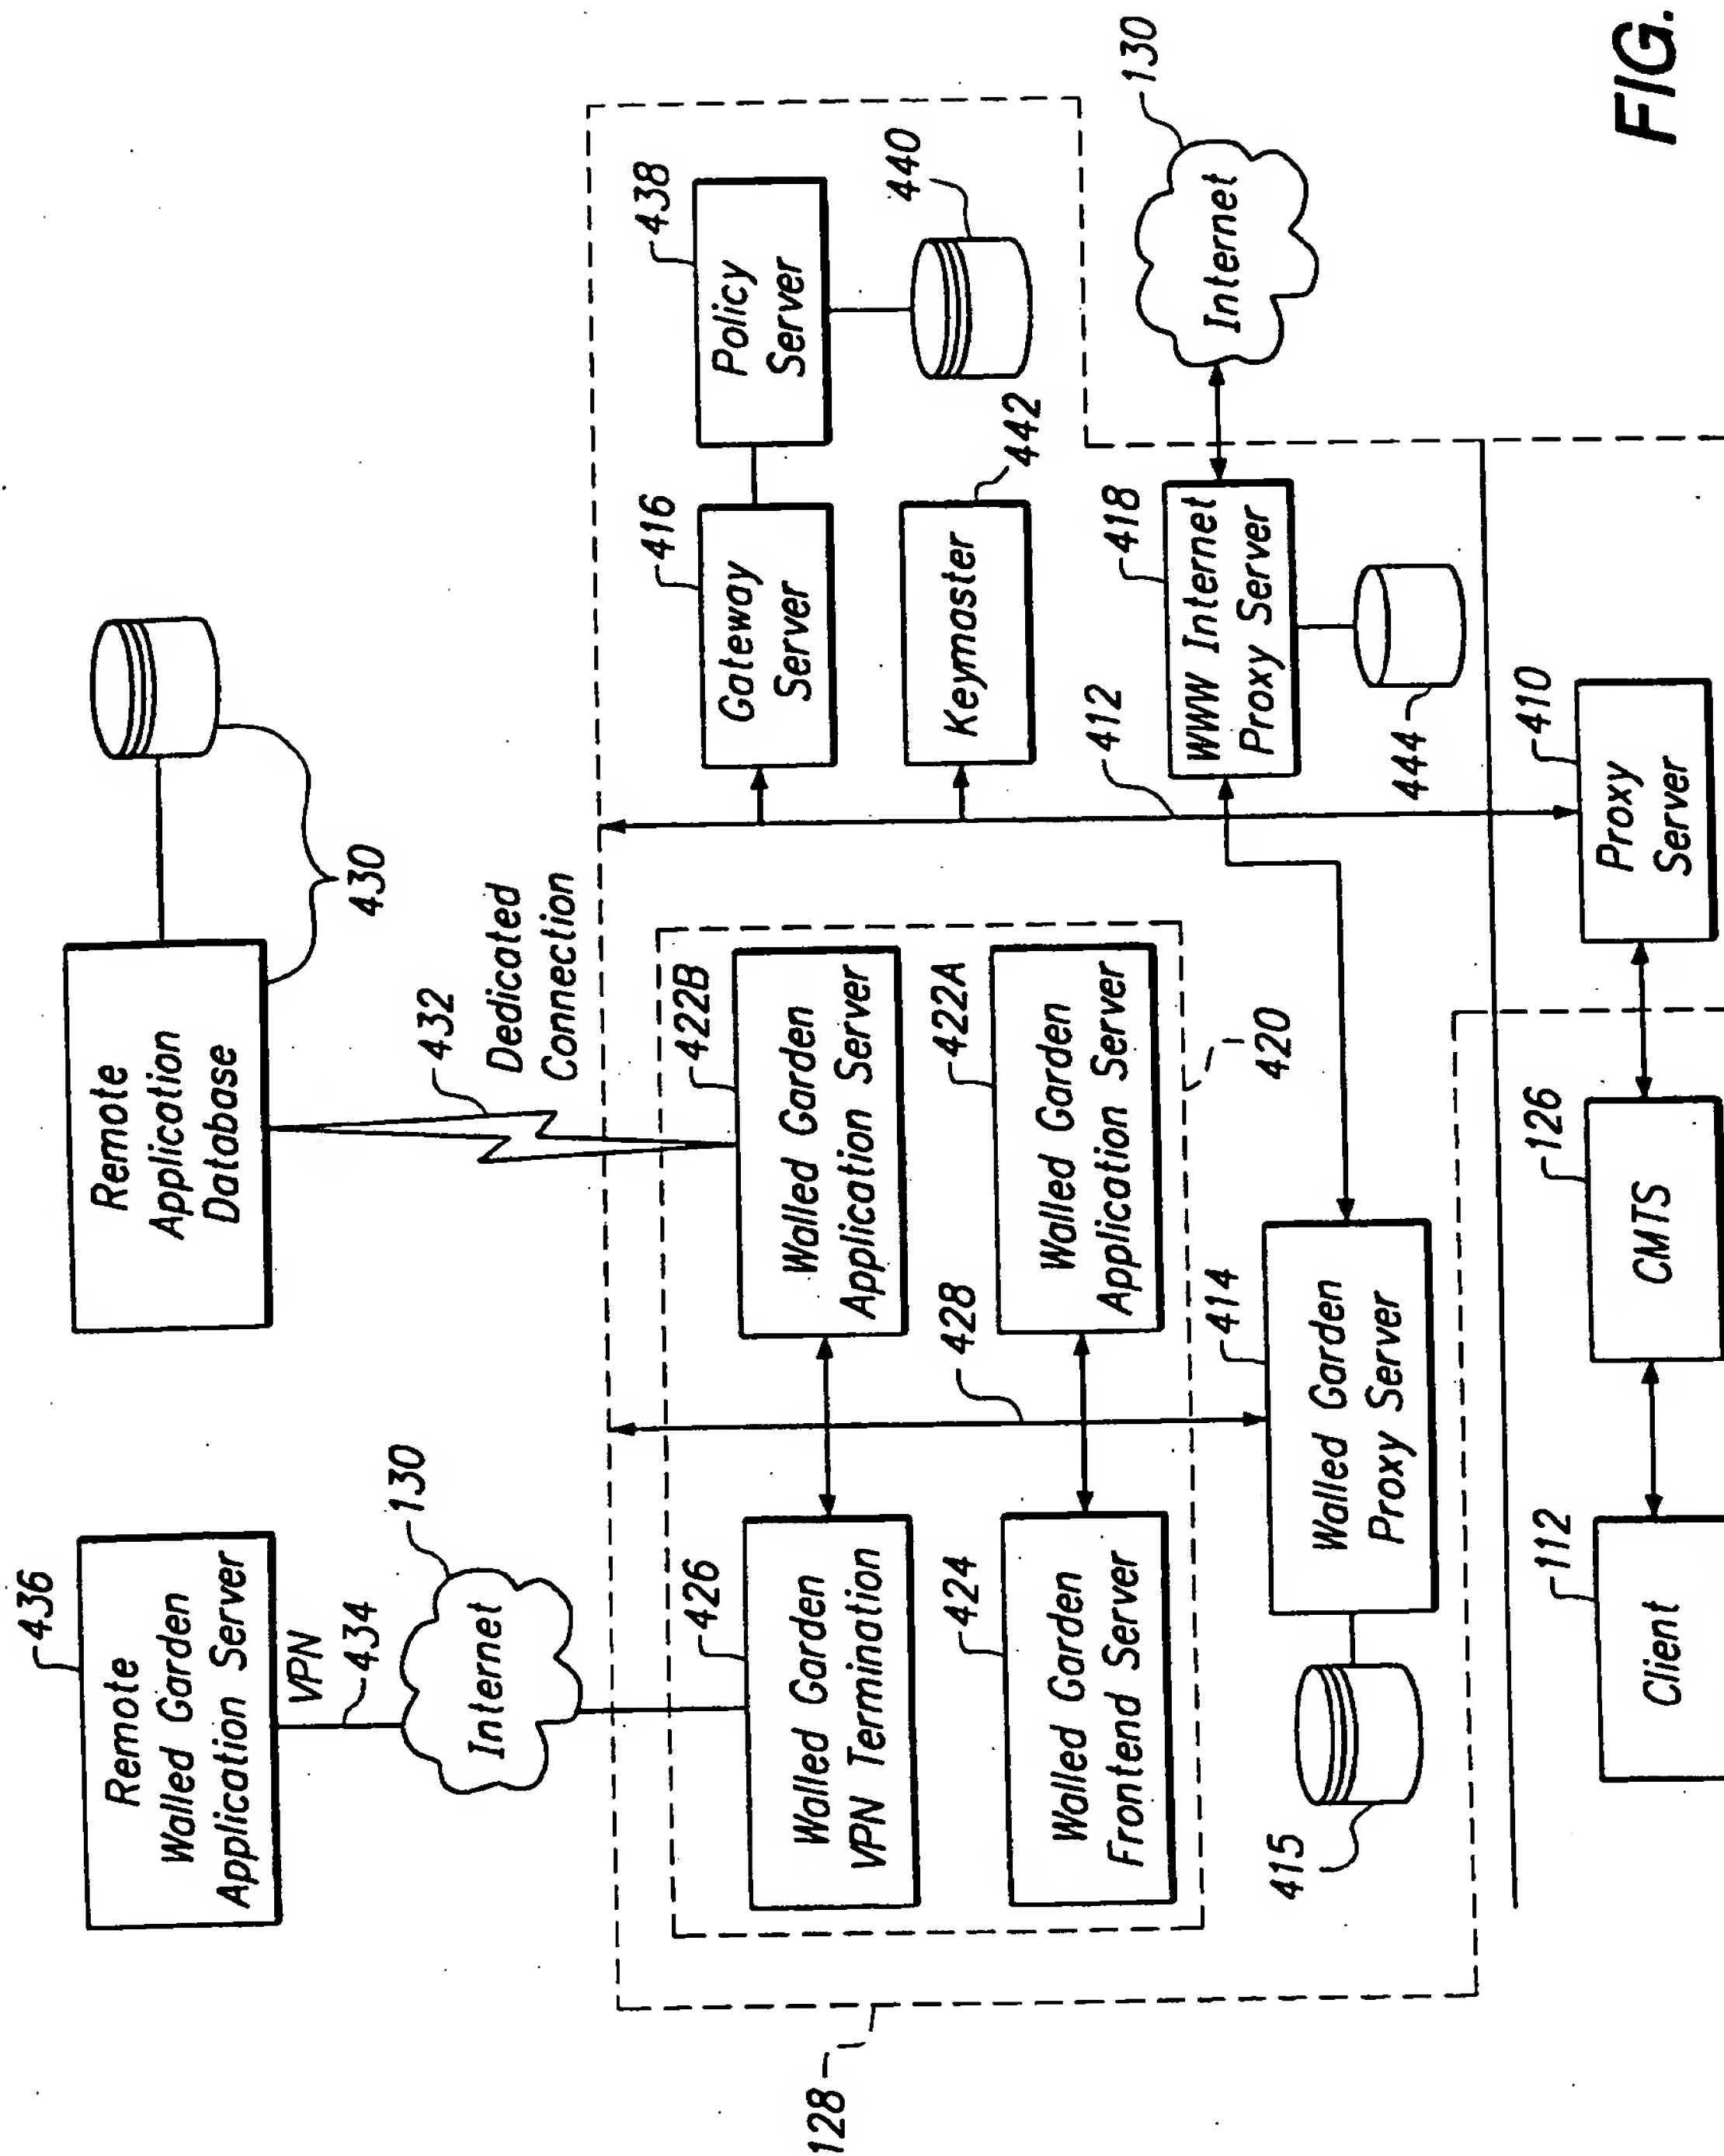 436
Remote
Walled Garden
Application Server
VPN
434
130
Internet
Remote
Application
Database
430
432
Dedicated
Connection
426
Walled Garden
VPN Termination
422B
Walled Garden
Application Server
424
Walled Garden
Frontend Server
422A
Walled Garden
Application Server
428
420
416
Gateway
Server
438
Policy
Server
440
Keymaster
442
412
418
WWW Internet
Proxy Server
444
Internet
130
414
Walled Garden
Proxy Server
415
128
112
Client
126
CMTS
410
Proxy
Server
FIG.